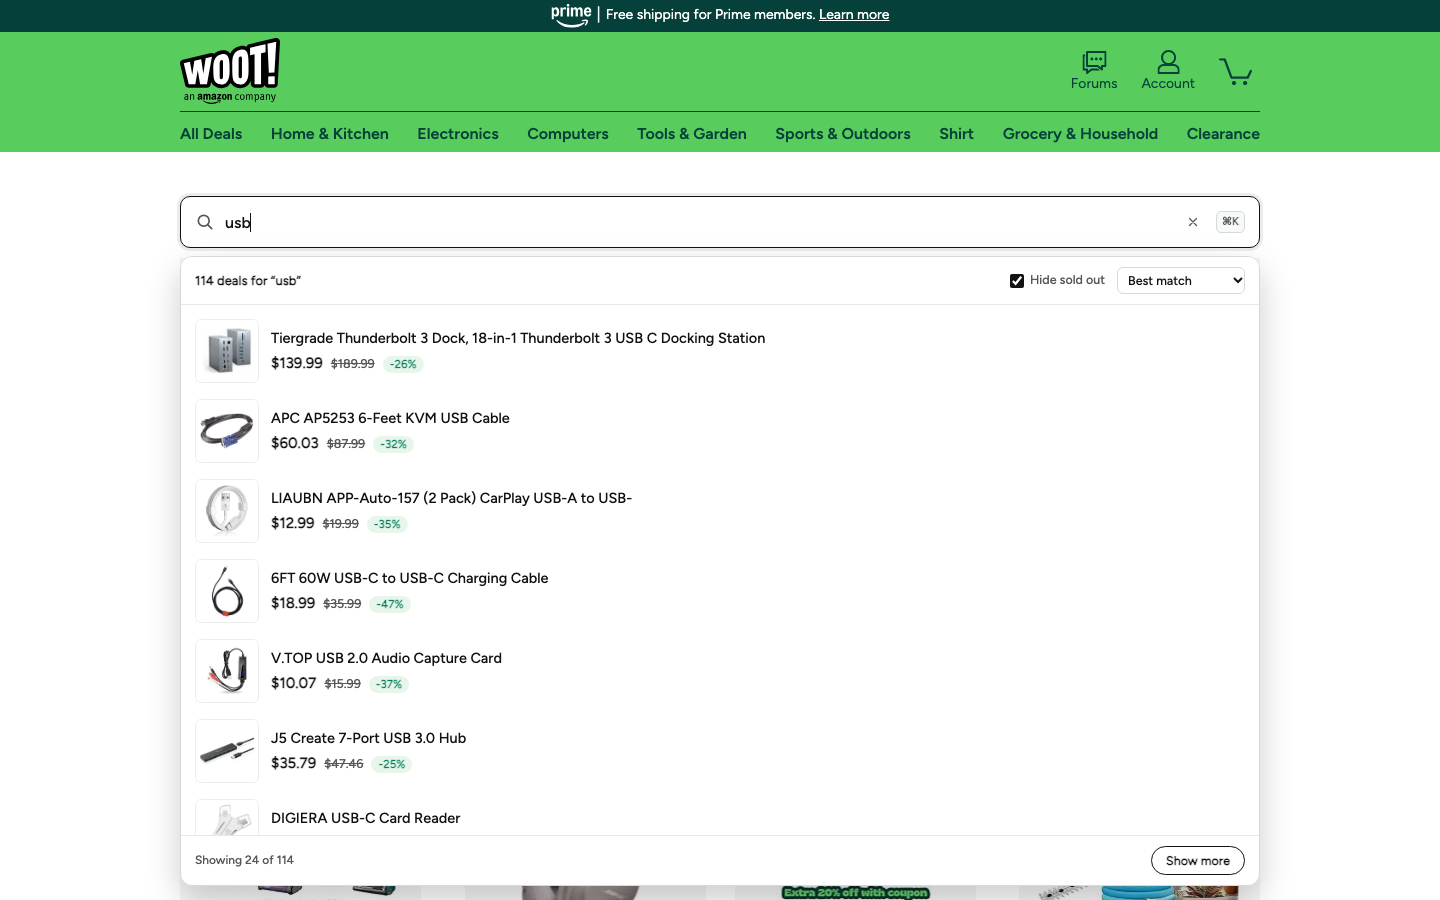 prime | Free shipping for Prime members. Learn more
WOOT!
an amazon company
Forums
Account
All Deals
Home & Kitchen
Electronics
Computers
Tools & Garden
Sports & Outdoors
Shirt
Grocery & Household
Clearance
usb
⌘K
114 deals for “usb”
Hide sold out
Best match
Tiergrade Thunderbolt 3 Dock, 18-in-1 Thunderbolt 3 USB C Docking Station
$139.99 $189.99 -26%
APC AP5253 6-Feet KVM USB Cable
$60.03 $87.99 -32%
LIAUBN APP-Auto-157 (2 Pack) CarPlay USB-A to USB-
$12.99 $19.99 -35%
6FT 60W USB-C to USB-C Charging Cable
$18.99 $35.99 -47%
V.TOP USB 2.0 Audio Capture Card
$10.07 $15.99 -37%
J5 Create 7-Port USB 3.0 Hub
$35.79 $47.46 -25%
DIGIERA USB-C Card Reader
Showing 24 of 114
Show more
Extra 20% off with coupon